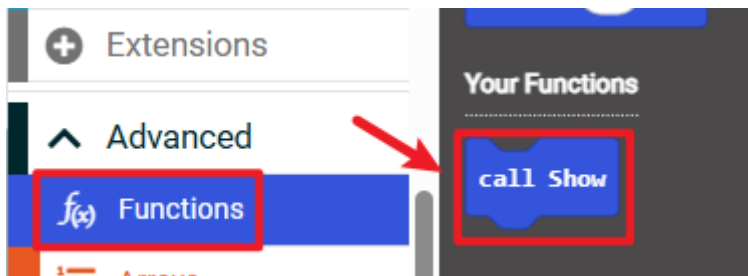 Extensions
Advanced
f(x) Functions
Your Functions
call Show